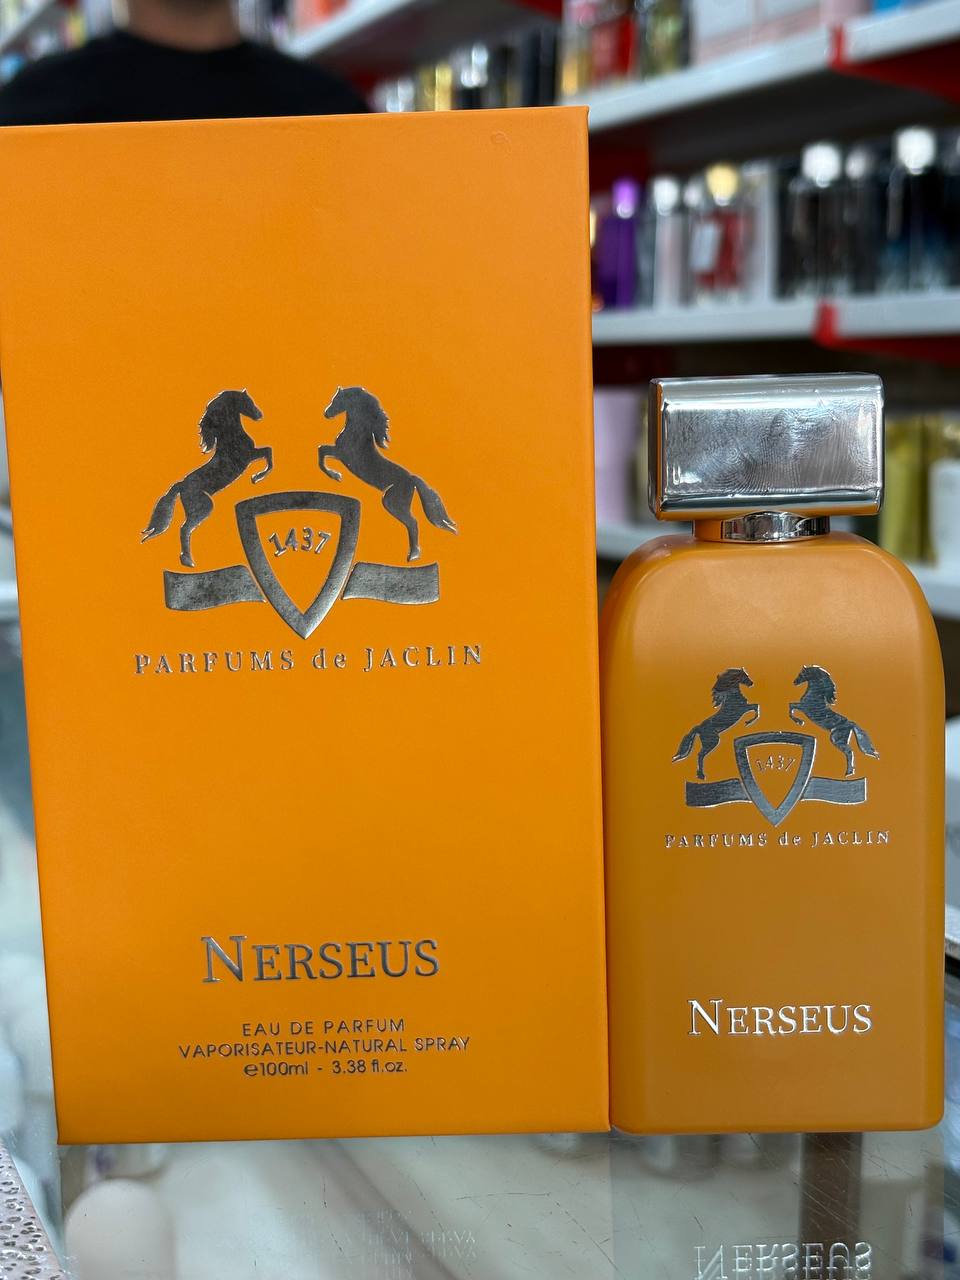 1437
PARFUMS de JACLIN
NERSEUS
EAU DE PARFUM
VAPORISATEUR-NATURAL SPRAY
℮100ml - 3.38 fl.oz.
1437
PARFUMS de JACLIN
NERSEUS